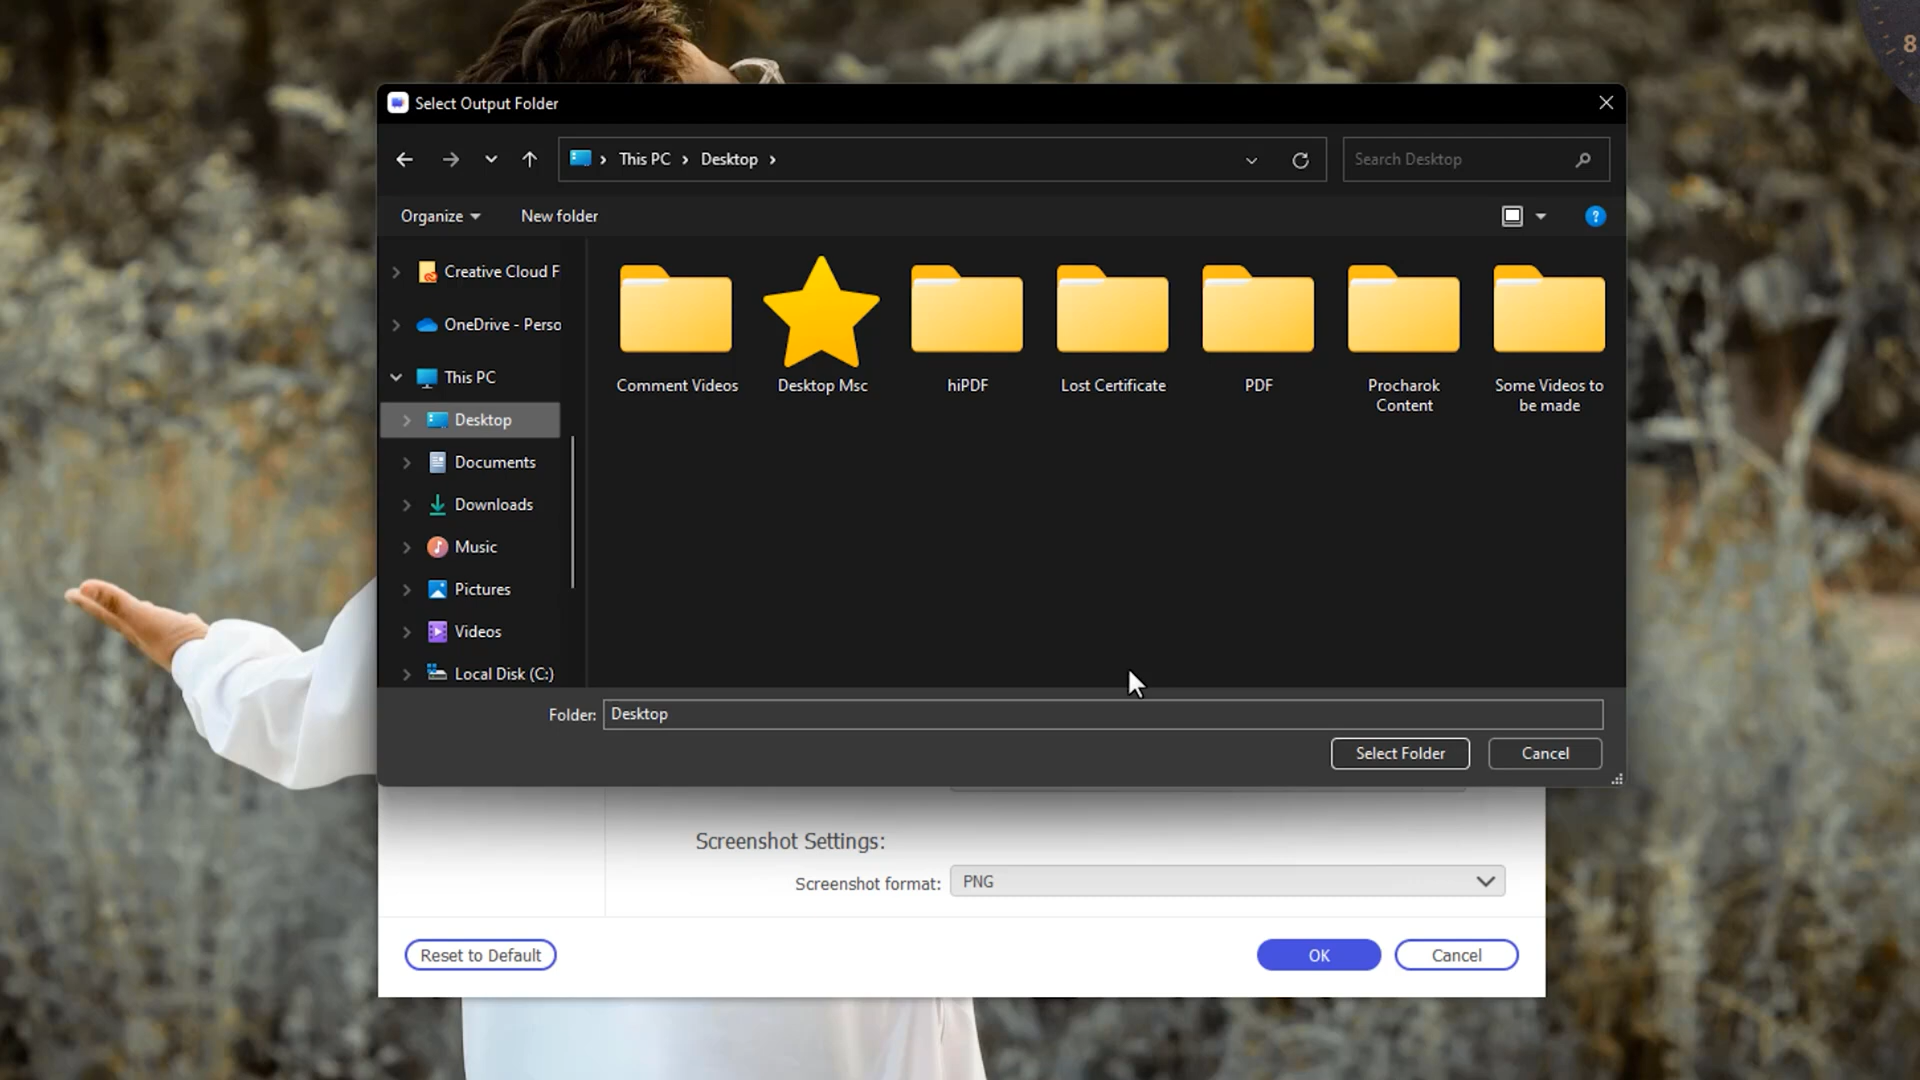 8
Select Output Folder
This PC
Desktop
Search Desktop
Organize
New folder
?
Creative Cloud F
OneDrive - Perso
This PC
Desktop
Documents
Downloads
Music
Pictures
Videos
Local Disk (C:)
Comment Videos
Desktop Msc
hiPDF
Lost Certificate
PDF
Procharok
Content
Some Videos to
be made
Folder:
Desktop
Select Folder
Cancel
Screenshot Settings:
Screenshot format:
PNG
Reset to Default
OK
Cancel